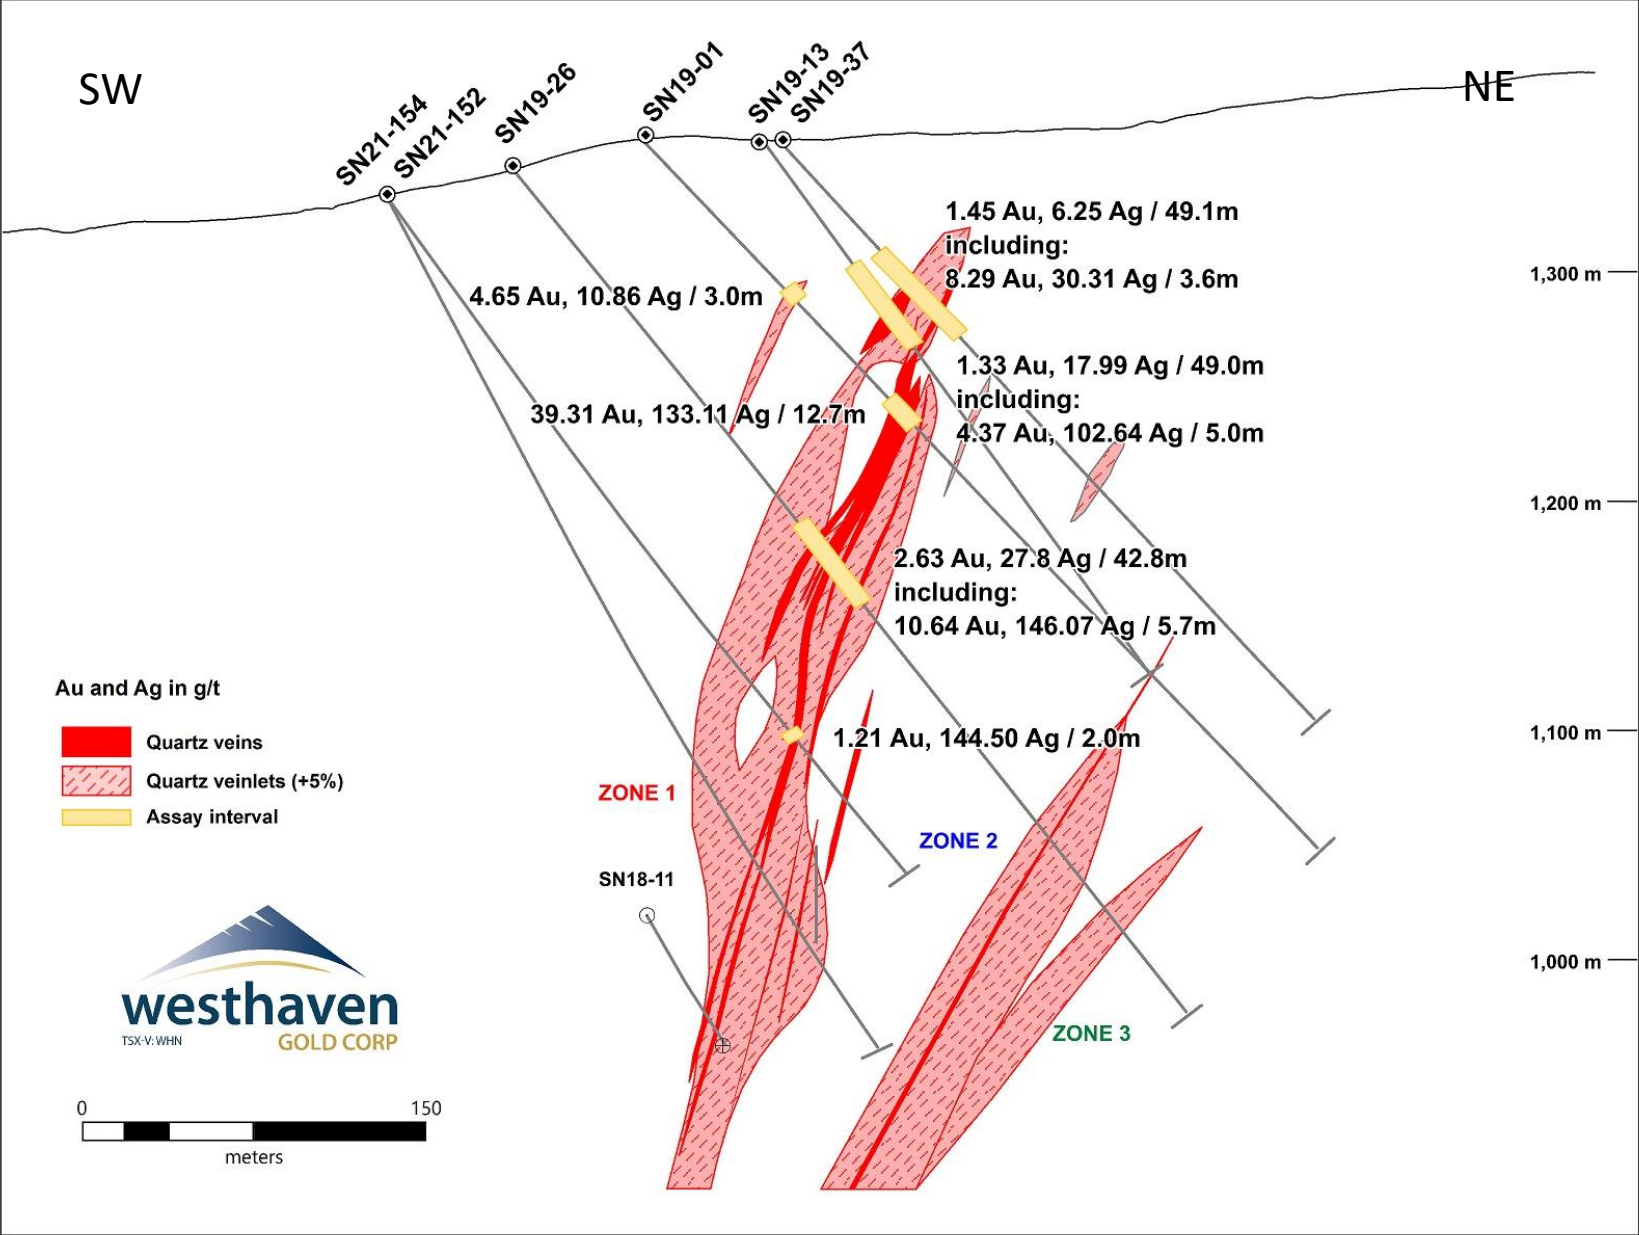 SW
NE
SN21-154
SN21-152
SN19-26
SN19-01
SN19-13
SN19-37
1.45 Au, 6.25 Ag / 49.1m
including:
8.29 Au, 30.31 Ag / 3.6m
1,300 m
4.65 Au, 10.86 Ag / 3.0m
1.33 Au, 17.99 Ag / 49.0m
including:
4.37 Au, 102.64 Ag / 5.0m
39.31 Au, 133.11 Ag / 12.7m
1,200 m
2.63 Au, 27.8 Ag / 42.8m
including:
10.64 Au, 146.07 Ag / 5.7m
1.21 Au, 144.50 Ag / 2.0m
1,100 m
Au and Ag in g/t
Quartz veins
Quartz veinlets (+5%)
Assay interval
ZONE 1
ZONE 2
SN18-11
1,000 m
ZONE 3
westhaven
TSX-V: WHN
GOLD CORP
0 150
meters